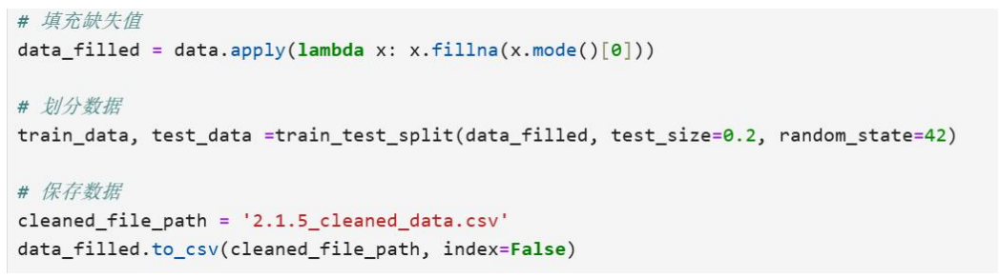 # 填充缺失值
data_filled = data.apply(lambda x: x.fillna(x.mode()[0]))
# 划分数据
train_data, test_data =train_test_split(data_filled, test_size=0.2, random_state=42)
# 保存数据
cleaned_file_path = '2.1.5_cleaned_data.csv'
data_filled.to_csv(cleaned_file_path, index=False)